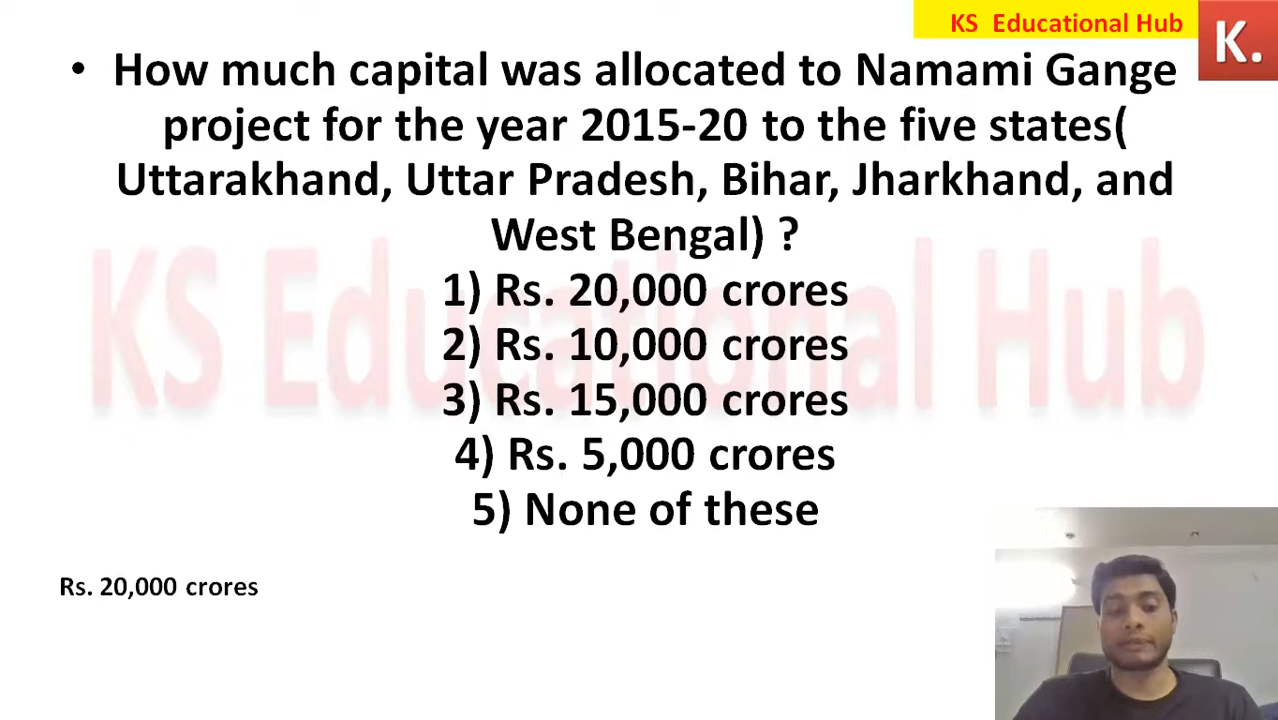 KS Educational Hub
K.
• How much capital was allocated to Namami Gange
project for the year 2015-20 to the five states(
Uttarakhand, Uttar Pradesh, Bihar, Jharkhand, and
West Bengal) ?
KS Educational Hub
1) Rs. 20,000 crores
2) Rs. 10,000 crores
3) Rs. 15,000 crores
4) Rs. 5,000 crores
5) None of these
Rs. 20,000 crores